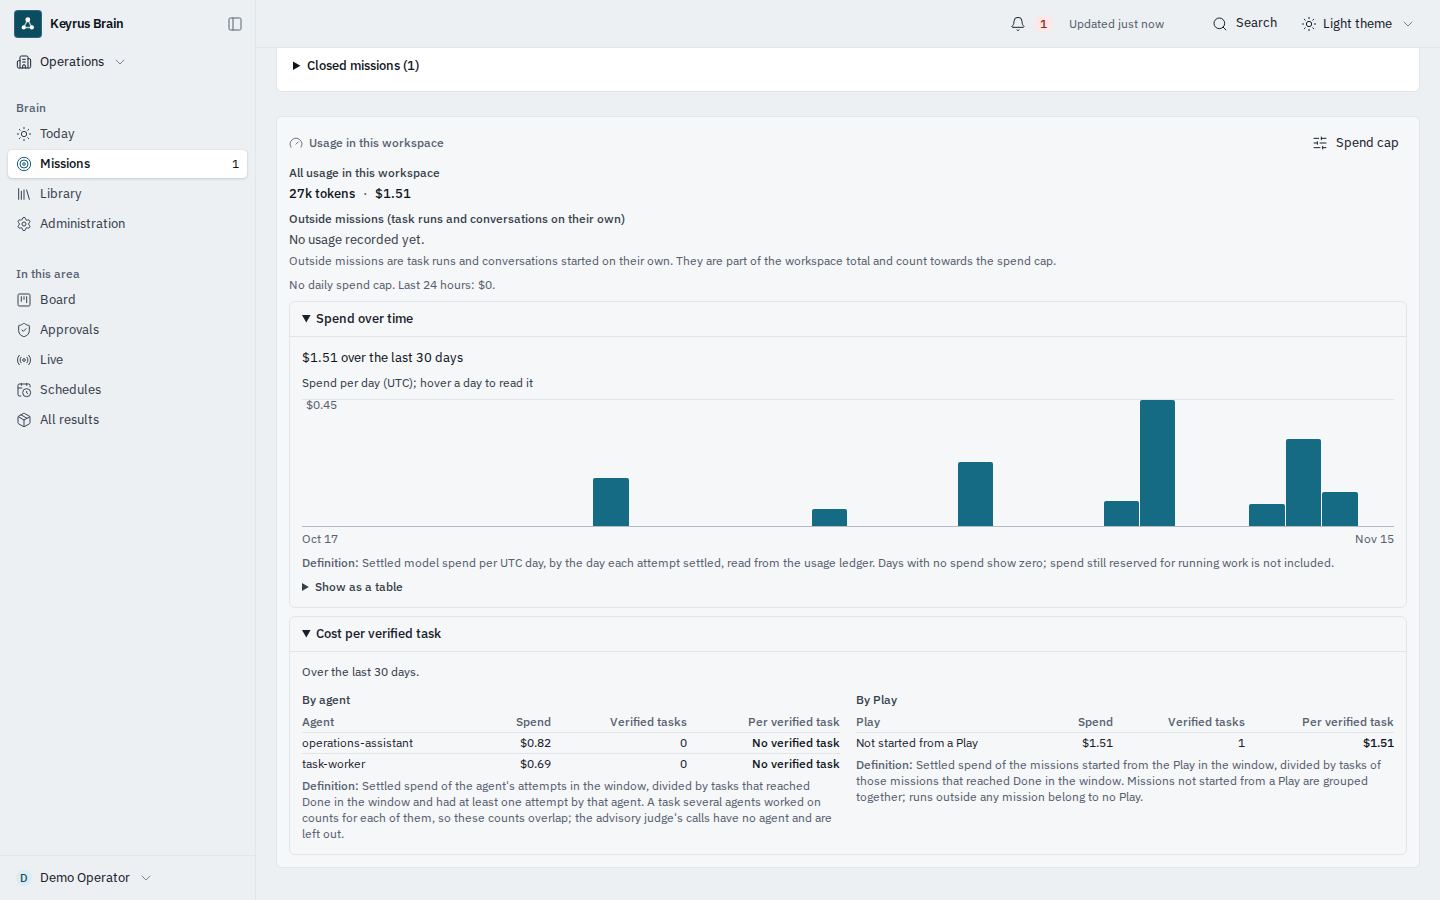 Keyrus Brain
Operations
Brain
Today
Missions 1
Library
Administration
In this area
Board
Approvals
Live
Schedules
All results
D Demo Operator
1 Updated just now Search Light theme
Closed missions (1)
Usage in this workspace Spend cap
All usage in this workspace
27k tokens · $1.51
Outside missions (task runs and conversations on their own)
No usage recorded yet.
Outside missions are task runs and conversations started on their own. They are part of the workspace total and count towards the spend cap.
No daily spend cap. Last 24 hours: $0.
Spend over time
$1.51 over the last 30 days
Spend per day (UTC); hover a day to read it
$0.45
Oct 17 Nov 15
Definition: Settled model spend per UTC day, by the day each attempt settled, read from the usage ledger. Days with no spend show zero; spend still reserved for running work is not included.
Show as a table
Cost per verified task
Over the last 30 days.
By agent
Agent Spend Verified tasks Per verified task
operations-assistant $0.82 0 No verified task
task-worker $0.69 0 No verified task
Definition: Settled spend of the agent's attempts in the window, divided by tasks that reached
Done in the window and had at least one attempt by that agent. A task several agents worked on
counts for each of them, so these counts overlap; the advisory judge's calls have no agent and are
left out.
By Play
Play Spend Verified tasks Per verified task
Not started from a Play $1.51 1 $1.51
Definition: Settled spend of the missions started from the Play in the window, divided by tasks of
those missions that reached Done in the window. Missions not started from a Play are grouped
together; runs outside any mission belong to no Play.